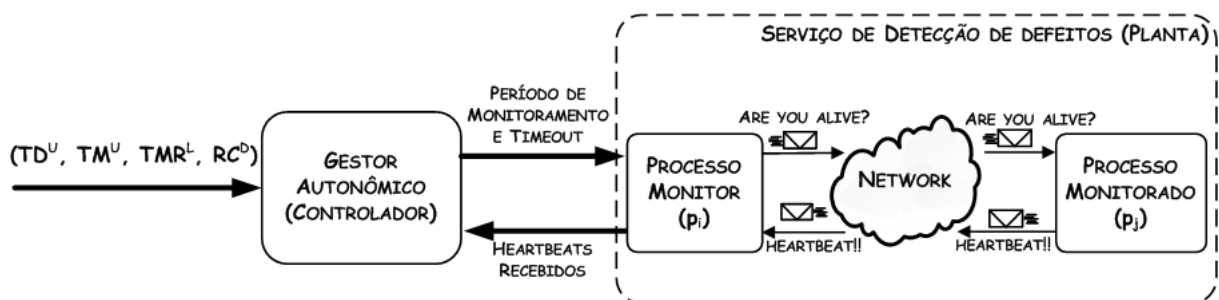 SERVIÇO DE DETECÇÃO DE DEFEITOS (PLANTA)
(TDᵁ, TMᵁ, TMRᴸ, RCᴰ)
GESTOR
AUTONÔMICO
(CONTROLADOR)
PERÍODO DE
MONITORAMENTO
E TIMEOUT
HEARTBEATS
RECEBIDOS
PROCESSO
MONITOR
(pᵢ)
ARE YOU ALIVE?
HEARTBEAT!!
NETWORK
ARE YOU ALIVE?
HEARTBEAT!!
PROCESSO
MONITORADO
(pⱼ)